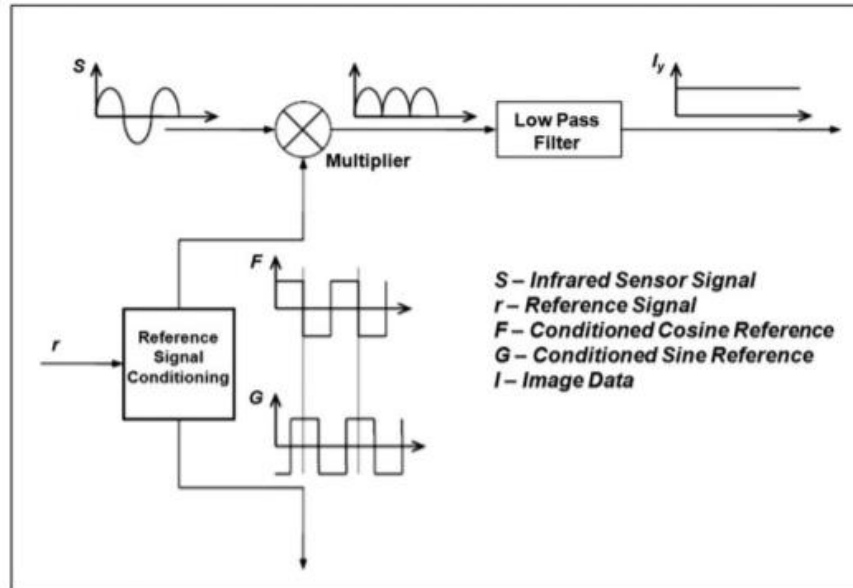 S
I_y
Low Pass
Filter
Multiplier
F
S – Infrared Sensor Signal
r – Reference Signal
F – Conditioned Cosine Reference
G – Conditioned Sine Reference
I – Image Data
r
Reference
Signal
Conditioning
G